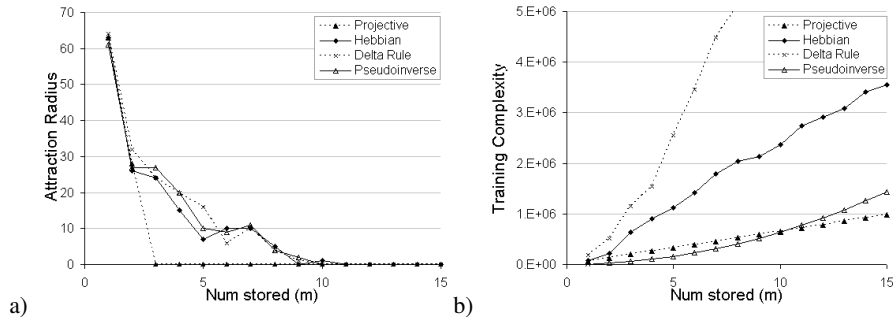 a)
Attraction Radius
70
60
50
40
30
20
10
0
0
5
10
15
Num stored (m)
Projective
Hebbian
Delta Rule
Pseudoinverse
b)
Training Complexity
5.E+06
4.E+06
3.E+06
2.E+06
1.E+06
0.E+00
0
5
10
15
Num stored (m)
Projective
Hebbian
Delta Rule
Pseudoinverse